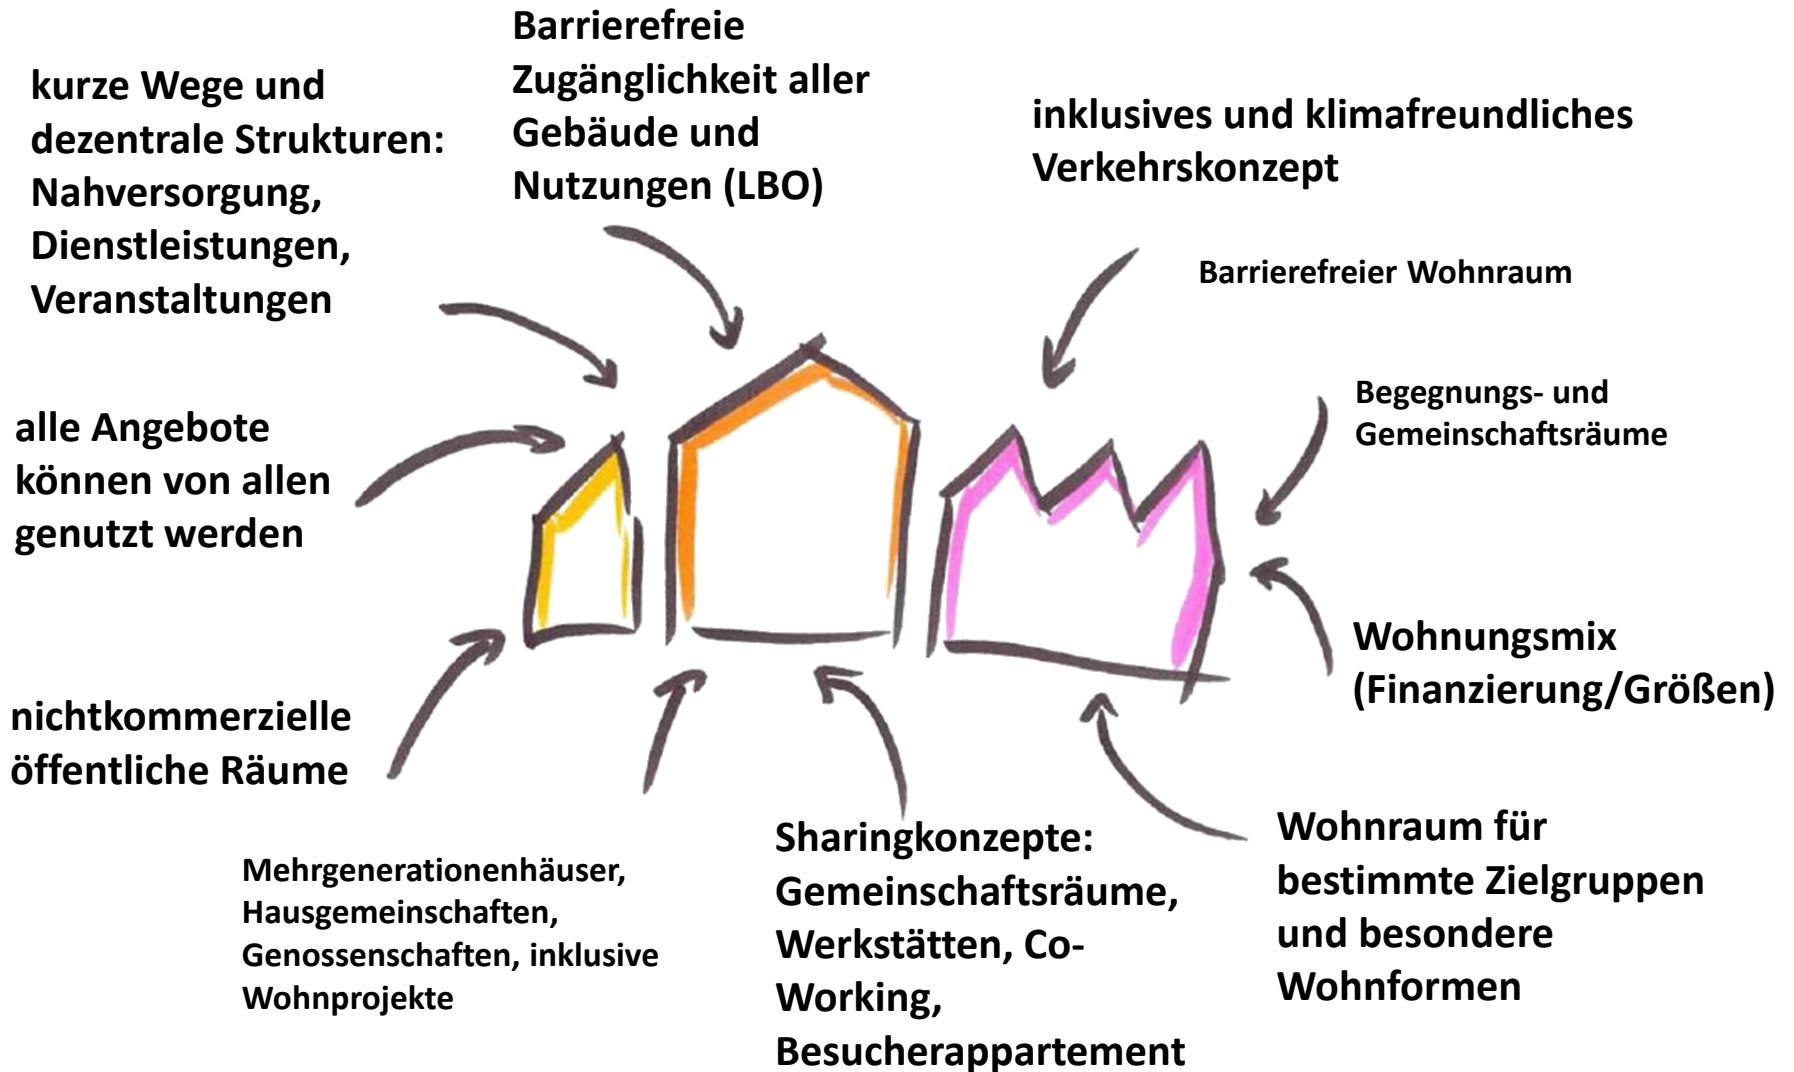 kurze Wege und
dezentrale Strukturen:
Nahversorgung,
Dienstleistungen,
Veranstaltungen
Barrierefreie
Zugänglichkeit aller
Gebäude und
Nutzungen (LBO)
inklusives und klimafreundliches
Verkehrskonzept
Barrierefreier Wohnraum
Begegnungs- und
Gemeinschaftsräume
alle Angebote
können von allen
genutzt werden
Wohnungsmix
(Finanzierung/Größen)
nichtkommerzielle
öffentliche Räume
Mehrgenerationenhäuser,
Hausgemeinschaften,
Genossenschaften, inklusive
Wohnprojekte
Sharingkonzepte:
Gemeinschaftsräume,
Werkstätten, Co-
Working,
Besucherappartement
Wohnraum für
bestimmte Zielgruppen
und besondere
Wohnformen